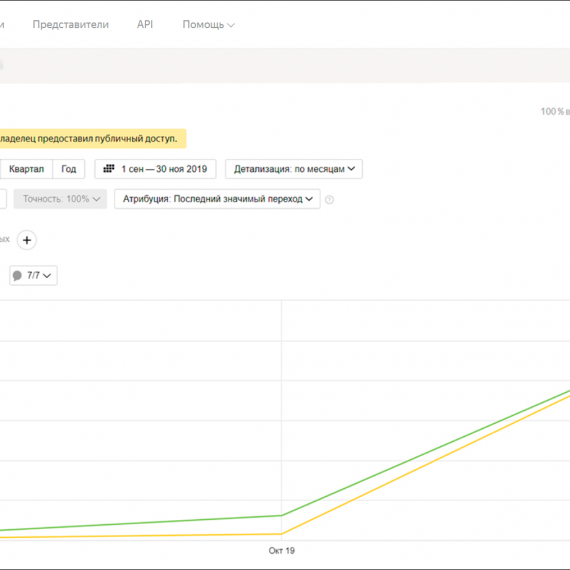 и Представители API Помощь
100 % в
ладелец предоставил публичный доступ.
Квартал Год 1 сен — 30 ноя 2019 Детализация: по месяцам
Точность: 100% Атрибуция: Последний значимый переход ?
ых +
7/7
Окт 19